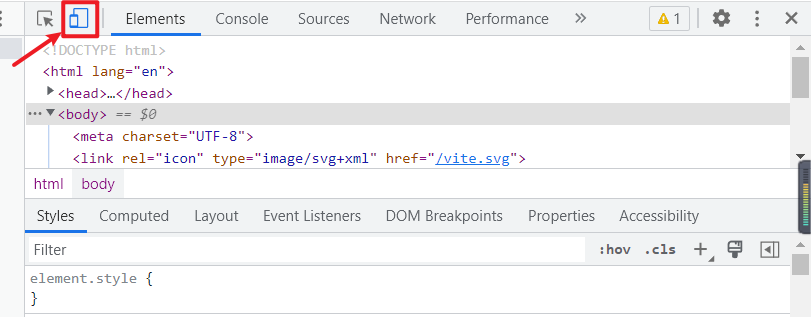 Elements Console Sources Network Performance » 1
<!DOCTYPE html>
<html lang="en">
<head>…</head>
<body> == $0
<meta charset="UTF-8">
<link rel="icon" type="image/svg+xml" href="/vite.svg">
html body
Styles Computed Layout Event Listeners DOM Breakpoints Properties Accessibility
Filter :hov .cls +
element.style {
}